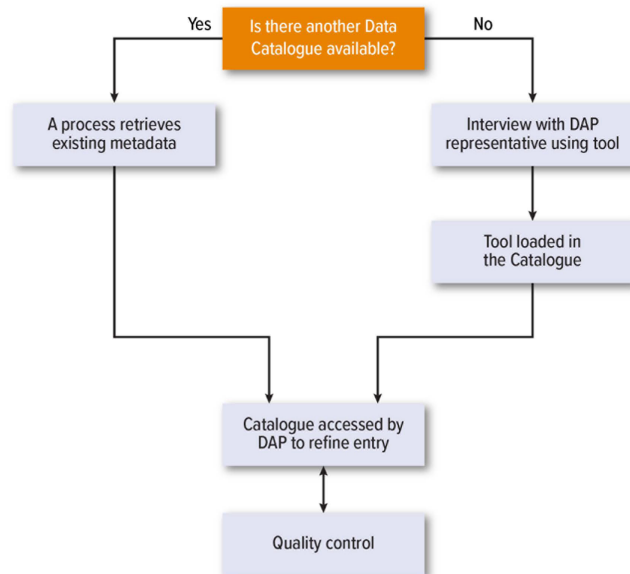 Yes
Is there another Data
Catalogue available?
No
A process retrieves
existing metadata
Interview with DAP
representative using tool
Tool loaded in
the Catalogue
Catalogue accessed by
DAP to refine entry
Quality control